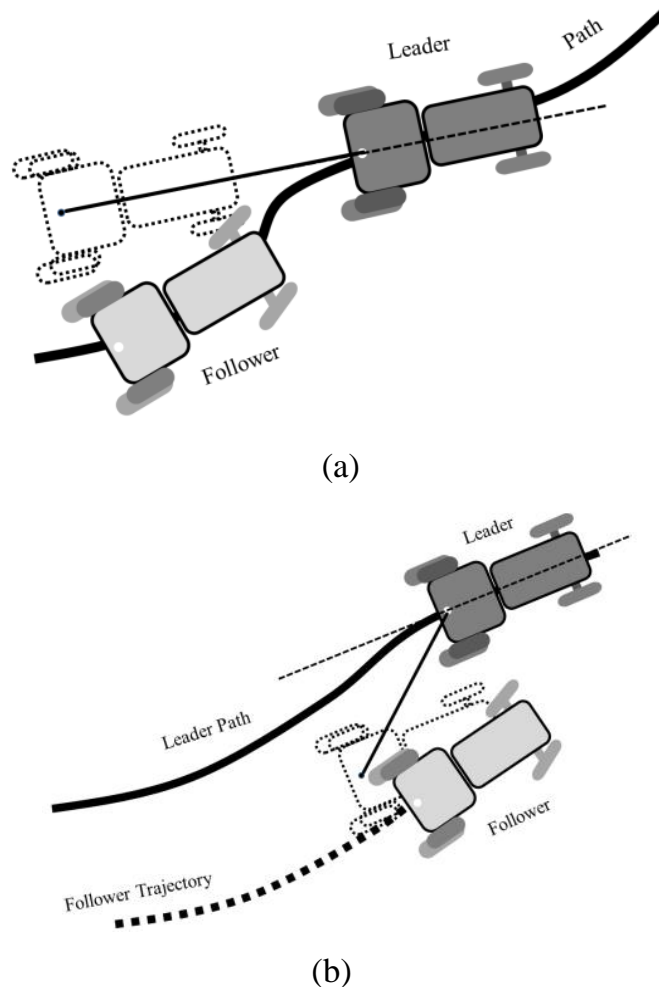 Leader
Path
Follower
(a)
Leader
Leader Path
Follower
Follower Trajectory
(b)